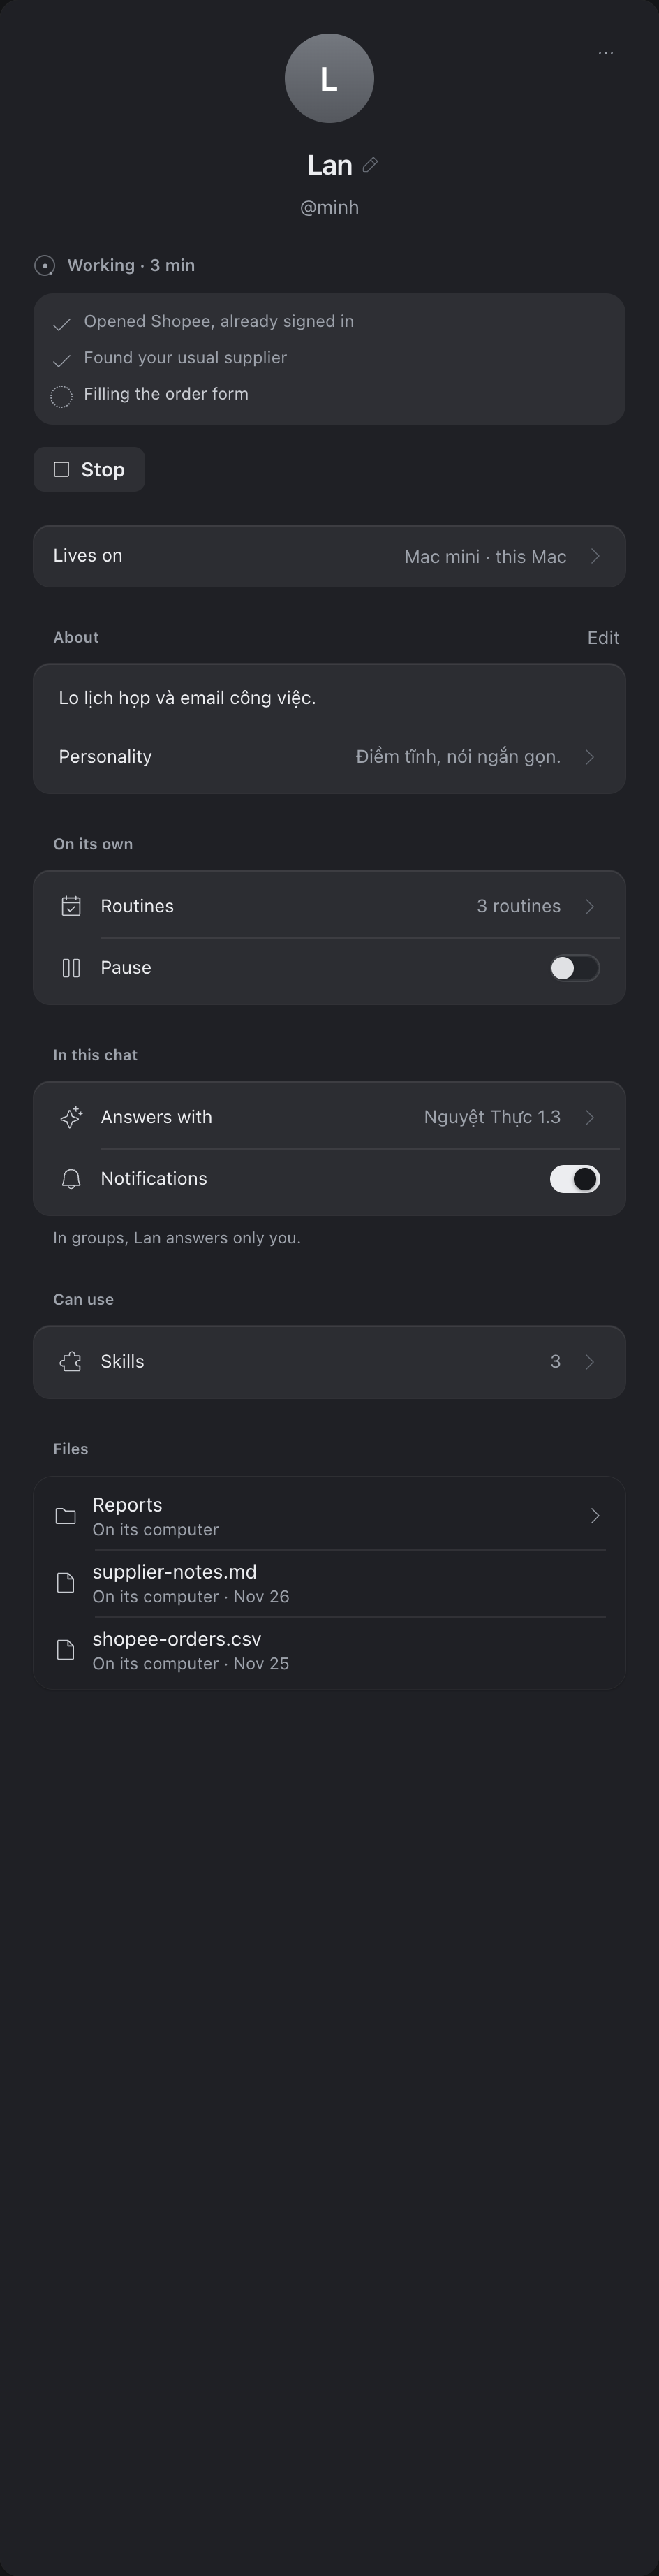 L
...
Lan
@minh
Working · 3 min
Opened Shopee, already signed in
Found your usual supplier
Filling the order form
Stop
Lives on Mac mini · this Mac
About Edit
Lo lịch họp và email công việc.
Personality Điềm tĩnh, nói ngắn gọn.
On its own
Routines 3 routines
Pause
In this chat
Answers with Nguyệt Thực 1.3
Notifications
In groups, Lan answers only you.
Can use
Skills 3
Files
Reports
On its computer
supplier-notes.md
On its computer · Nov 26
shopee-orders.csv
On its computer · Nov 25